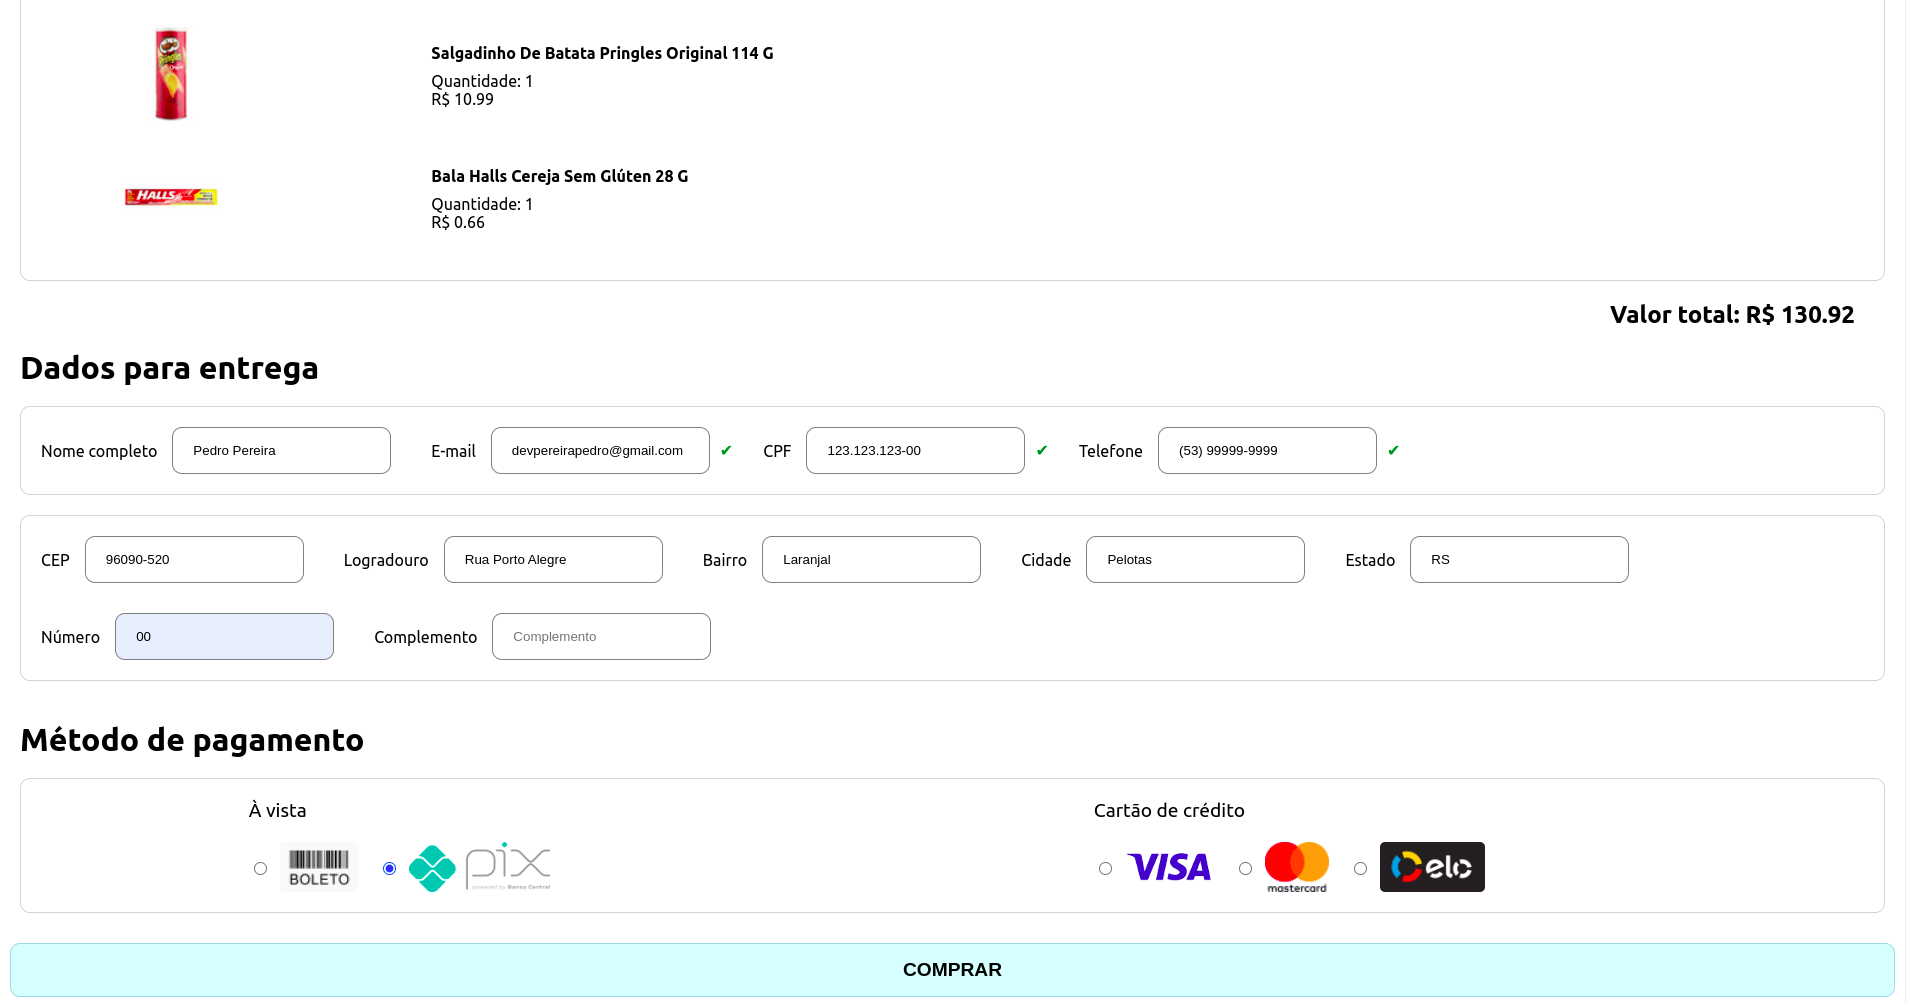 Pringles
Salgadinho De Batata Pringles Original 114 G
Quantidade: 1
R$ 10.99
HALLS
Bala Halls Cereja Sem Glúten 28 G
Quantidade: 1
R$ 0.66
Valor total: R$ 130.92
Dados para entrega
Nome completo Pedro Pereira E-mail devpereirapedro@gmail.com ✔ CPF 123.123.123-00 ✔ Telefone (53) 99999-9999 ✔
CEP 96090-520 Logradouro Rua Porto Alegre Bairro Laranjal Cidade Pelotas Estado RS
Número 00 Complemento Complemento
Método de pagamento
À vista Cartão de crédito
BOLETO pix VISA mastercard elo
powered by Banco Central
COMPRAR